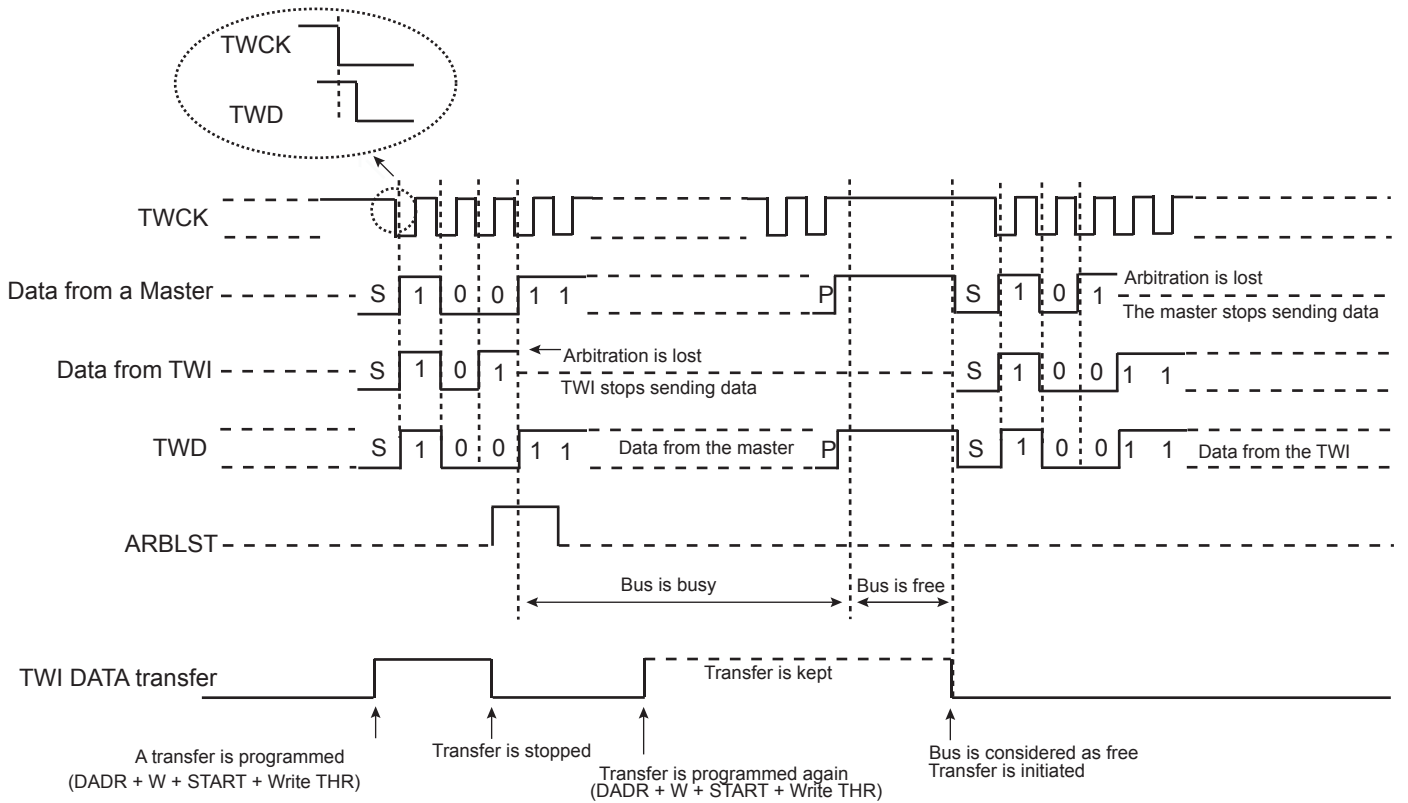 TWCK
TWD
TWCK
Data from a Master S 1 0 0 1 1 P S 1 0 1 Arbitration is lost
The master stops sending data
Data from TWI S 1 0 1 Arbitration is lost S 1 0 0 1 1
TWI stops sending data
TWD S 1 0 0 1 1 Data from the master P S 1 0 0 1 1 Data from the TWI
ARBLST
Bus is busy Bus is free
TWI DATA transfer Transfer is kept
A transfer is programmed
(DADR + W + START + Write THR)
Transfer is stopped
Transfer is programmed again
(DADR + W + START + Write THR)
Bus is considered as free
Transfer is initiated